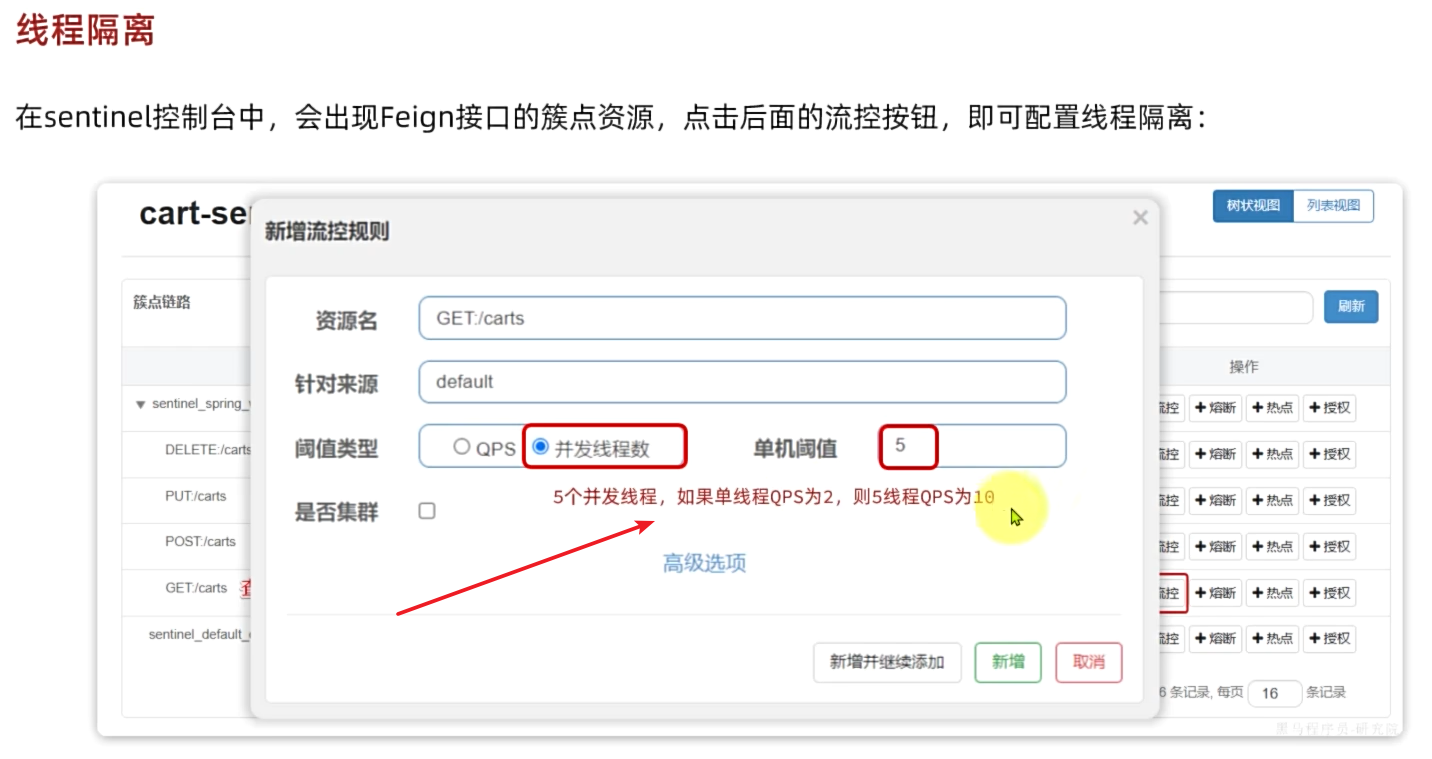 线程隔离
在sentinel控制台中，会出现Feign接口的簇点资源，点击后面的流控按钮，即可配置线程隔离：
cart-se
树状视图 列表视图
新增流控规则 ×
簇点链路
刷新
资源名 GET:/carts
操作
针对来源 default
sentinel_spring_
流控 +熔断 +热点 +授权
阈值类型 QPS 并发线程数 单机阈值 5
DELETE:/carts
流控 +熔断 +热点 +授权
5个并发线程，如果单线程QPS为2，则5线程QPS为10
PUT:/carts
流控 +熔断 +热点 +授权
是否集群
POST:/carts
流控 +熔断 +热点 +授权
高级选项
GET:/carts
流控 +熔断 +热点 +授权
sentinel_default_
流控 +熔断 +热点 +授权
新增并继续添加 新增 取消
6 条记录, 每页 16 条记录
黑马程序员-研究院